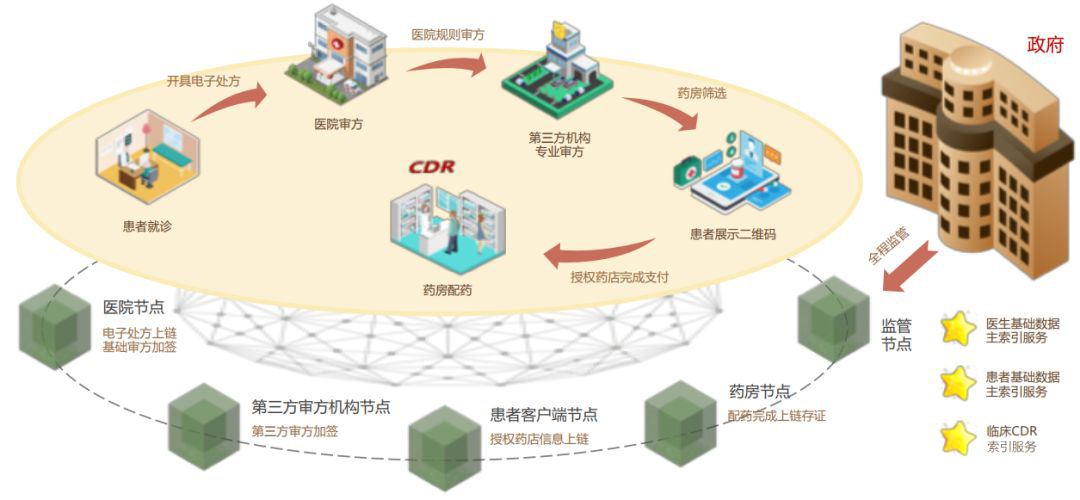 医院规则审方
政府
开具电子处方
药房筛选
医院审方
第三方机构
专业审方
CDR
患者就诊
患者展示二维码
全程监管
授权药店完成支付
药房配药
医院节点
电子处方上链
基础审方加签
监管
节点
医生基础数据
主索引服务
患者基础数据
主索引服务
第三方审方机构节点
第三方审方加签
患者客户端节点
授权药店信息上链
药房节点
配药完成上链存证
临床CDR
索引服务